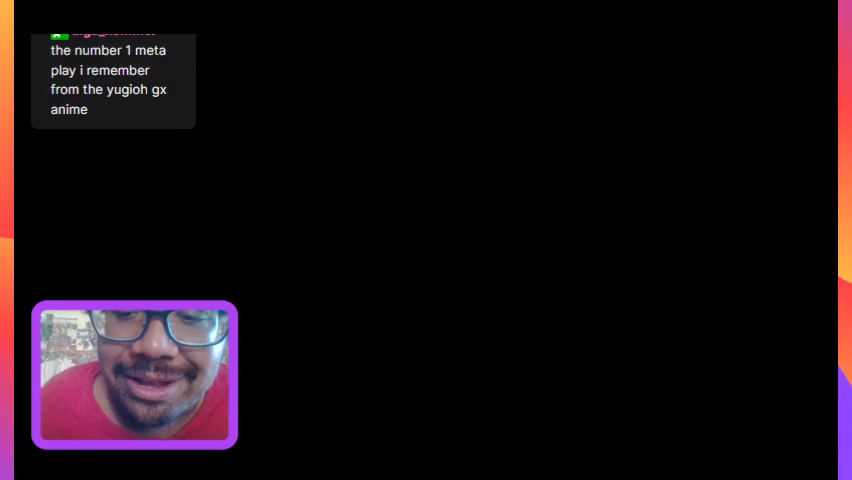 the number 1 meta
play i remember
from the yugioh gx
anime